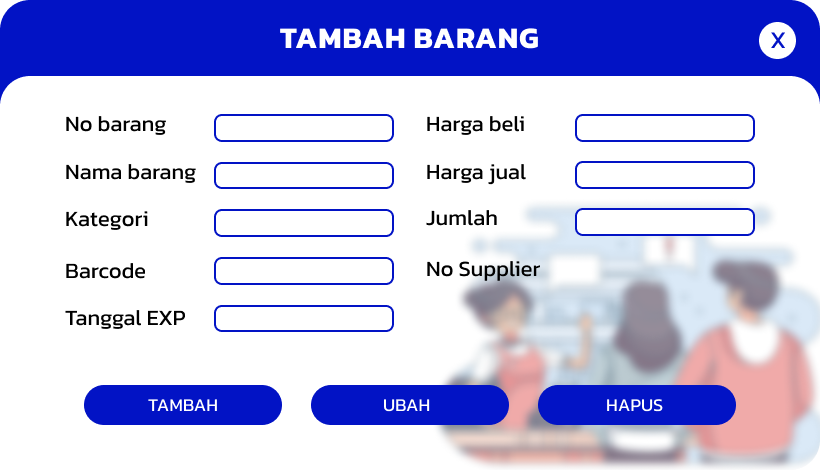 TAMBAH BARANG
X
No barang
Harga beli
Nama barang
Harga jual
Kategori
Jumlah
Barcode
No Supplier
Tanggal EXP
TAMBAH
UBAH
HAPUS